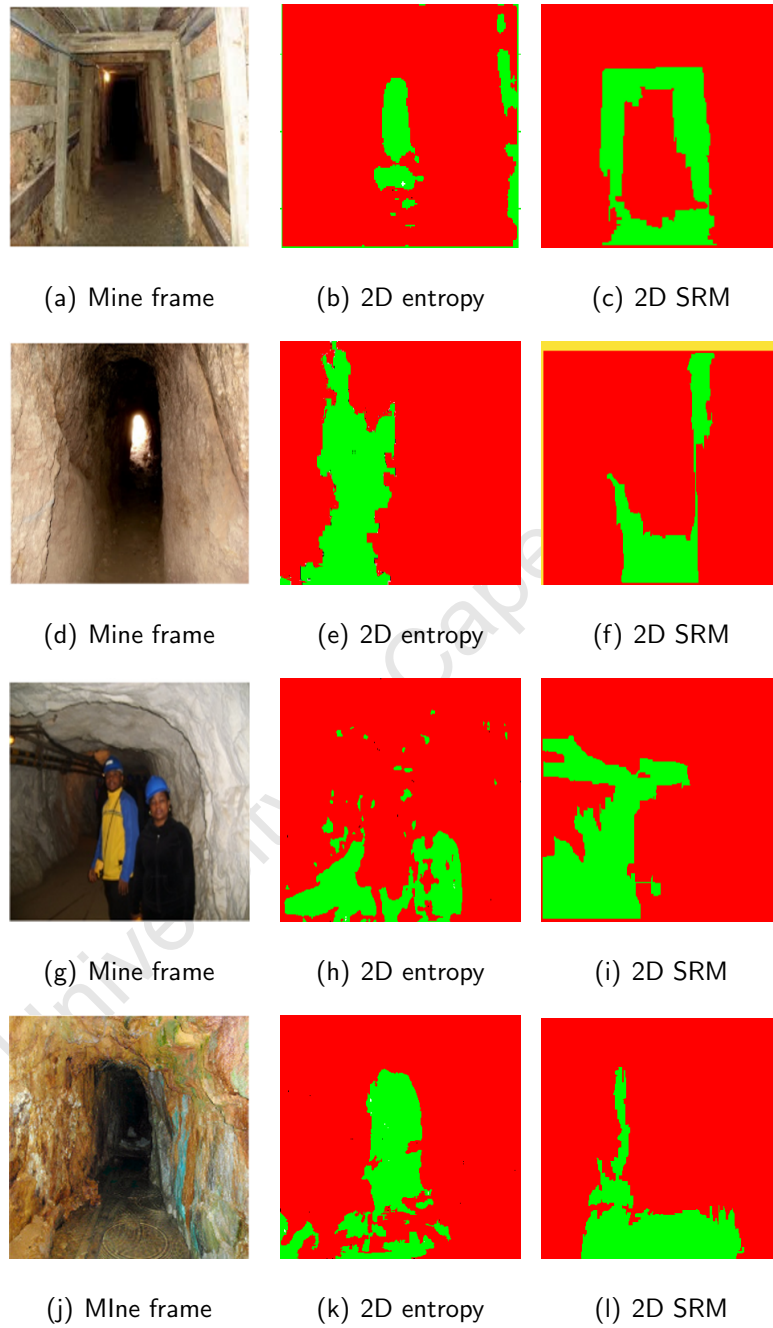 (a) Mine frame (b) 2D entropy (c) 2D SRM
(d) Mine frame (e) 2D entropy (f) 2D SRM
(g) Mine frame (h) 2D entropy (i) 2D SRM
(j) MIne frame (k) 2D entropy (l) 2D SRM